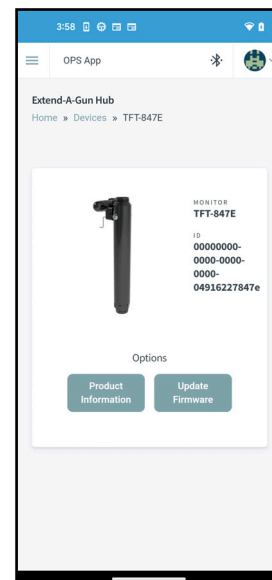 3:58
OPS App
Extend-A-Gun Hub
Home » Devices » TFT-847E
MONITOR
TFT-847E
ID
00000000-
0000-0000-
0000-
04916227847e
Options
Product
Information
Update
Firmware